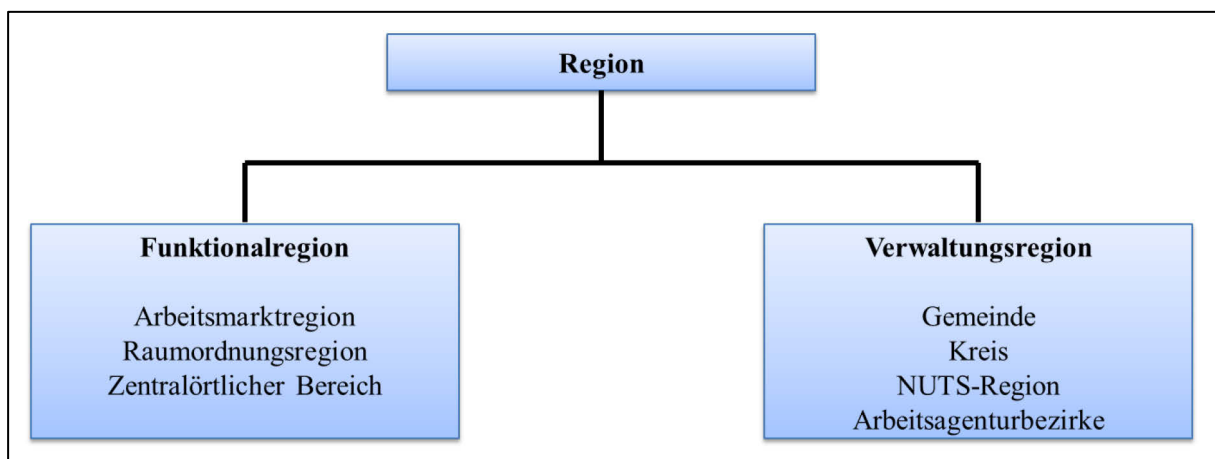 Region
Funktionalregion
Arbeitsmarktregion
Raumordnungsregion
Zentralörtlicher Bereich
Verwaltungsregion
Gemeinde
Kreis
NUTS-Region
Arbeitsagenturbezirke